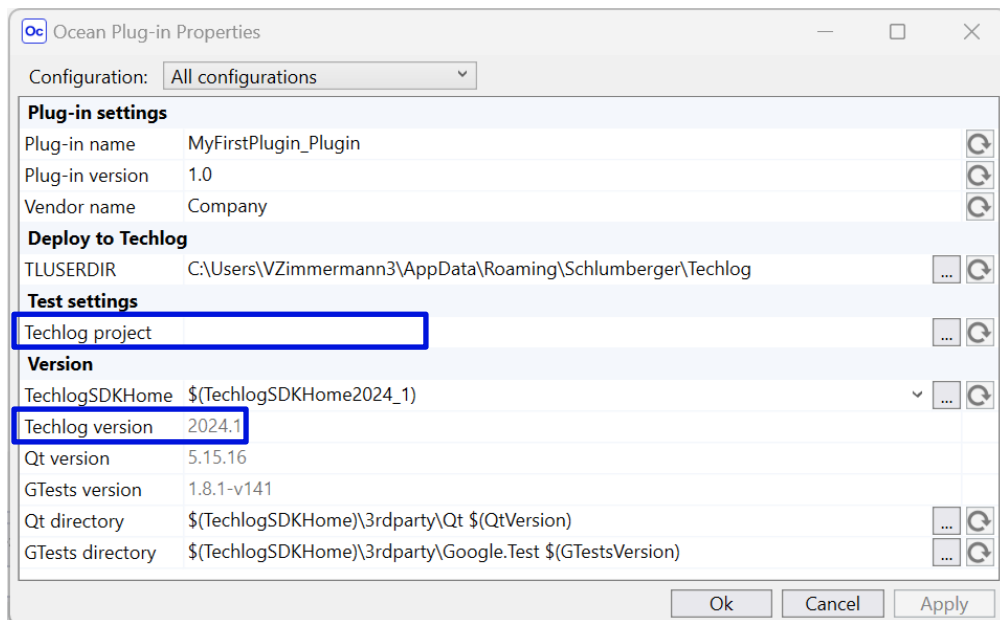 Oc Ocean Plug-in Properties
Configuration: All configurations
Plug-in settings
Plug-in name MyFirstPlugin_Plugin
Plug-in version 1.0
Vendor name Company
Deploy to Techlog
TLUSERDIR C:\Users\VZimmermann3\AppData\Roaming\Schlumberger\Techlog ...
Test settings
Techlog project ...
Version
TechlogSDKHome $(TechlogSDKHome2024_1) ...
Techlog version 2024.1
Qt version 5.15.16
GTests version 1.8.1-v141
Qt directory $(TechlogSDKHome)\3rdparty\Qt $(QtVersion) ...
GTests directory $(TechlogSDKHome)\3rdparty\Google.Test $(GTestsVersion) ...
Ok Cancel Apply